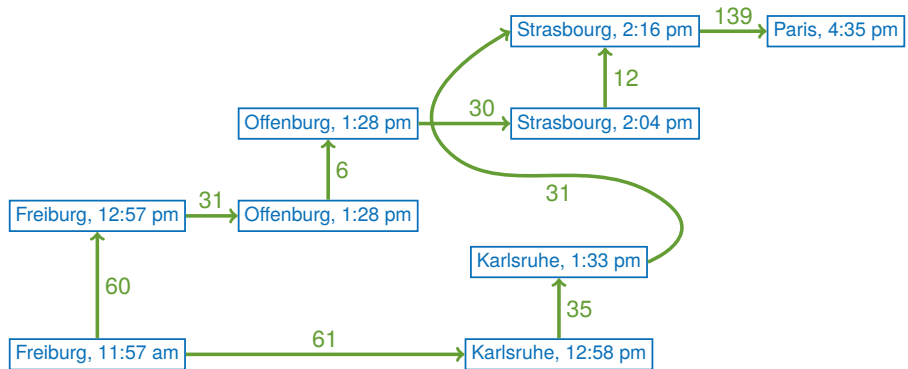 139
Strasbourg, 2:16 pm
Paris, 4:35 pm
12
30
Offenburg, 1:28 pm
Strasbourg, 2:04 pm
6
31
31
Freiburg, 12:57 pm
Offenburg, 1:28 pm
Karlsruhe, 1:33 pm
60
35
61
Freiburg, 11:57 am
Karlsruhe, 12:58 pm